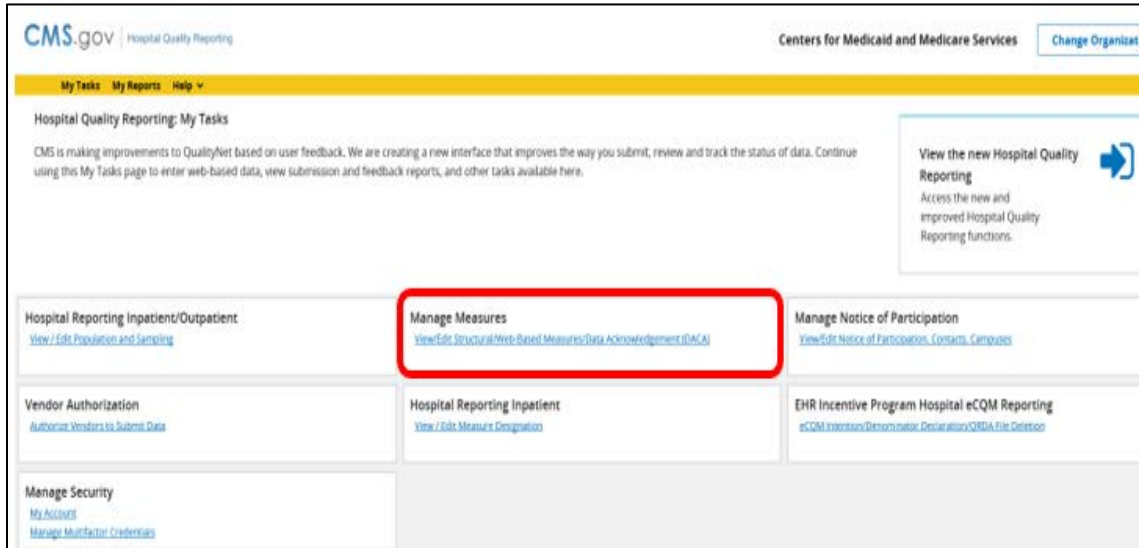 CMS.gov | Hospital Quality Reporting
Centers for Medicaid and Medicare Services
Change Organizat
My Tasks My Reports Help
Hospital Quality Reporting: My Tasks
CMS is making improvements to QualityNet based on user feedback. We are creating a new interface that improves the way you submit, review and track the status of data. Continue
using this My Tasks page to enter web-based data, view submission and feedback reports, and other tasks available here.
View the new Hospital Quality
Reporting
Access the new and
improved Hospital Quality
Reporting functions.
Hospital Reporting Inpatient/Outpatient
View / Edit Population and Sampling
Manage Measures
View/Edit Structural/Web-Based Measures/Data Acknowledgement (DACA)
Manage Notice of Participation
View/Edit Notice of Participation, Contacts, Campuses
Vendor Authorization
Authorize Vendors to Submit Data
Hospital Reporting Inpatient
View / Edit Measure Designation
EHR Incentive Program Hospital eCQM Reporting
eCQM Intention/Denominator Declaration/QRDA File Deletion
Manage Security
My Account
Manage Multifactor Credentials